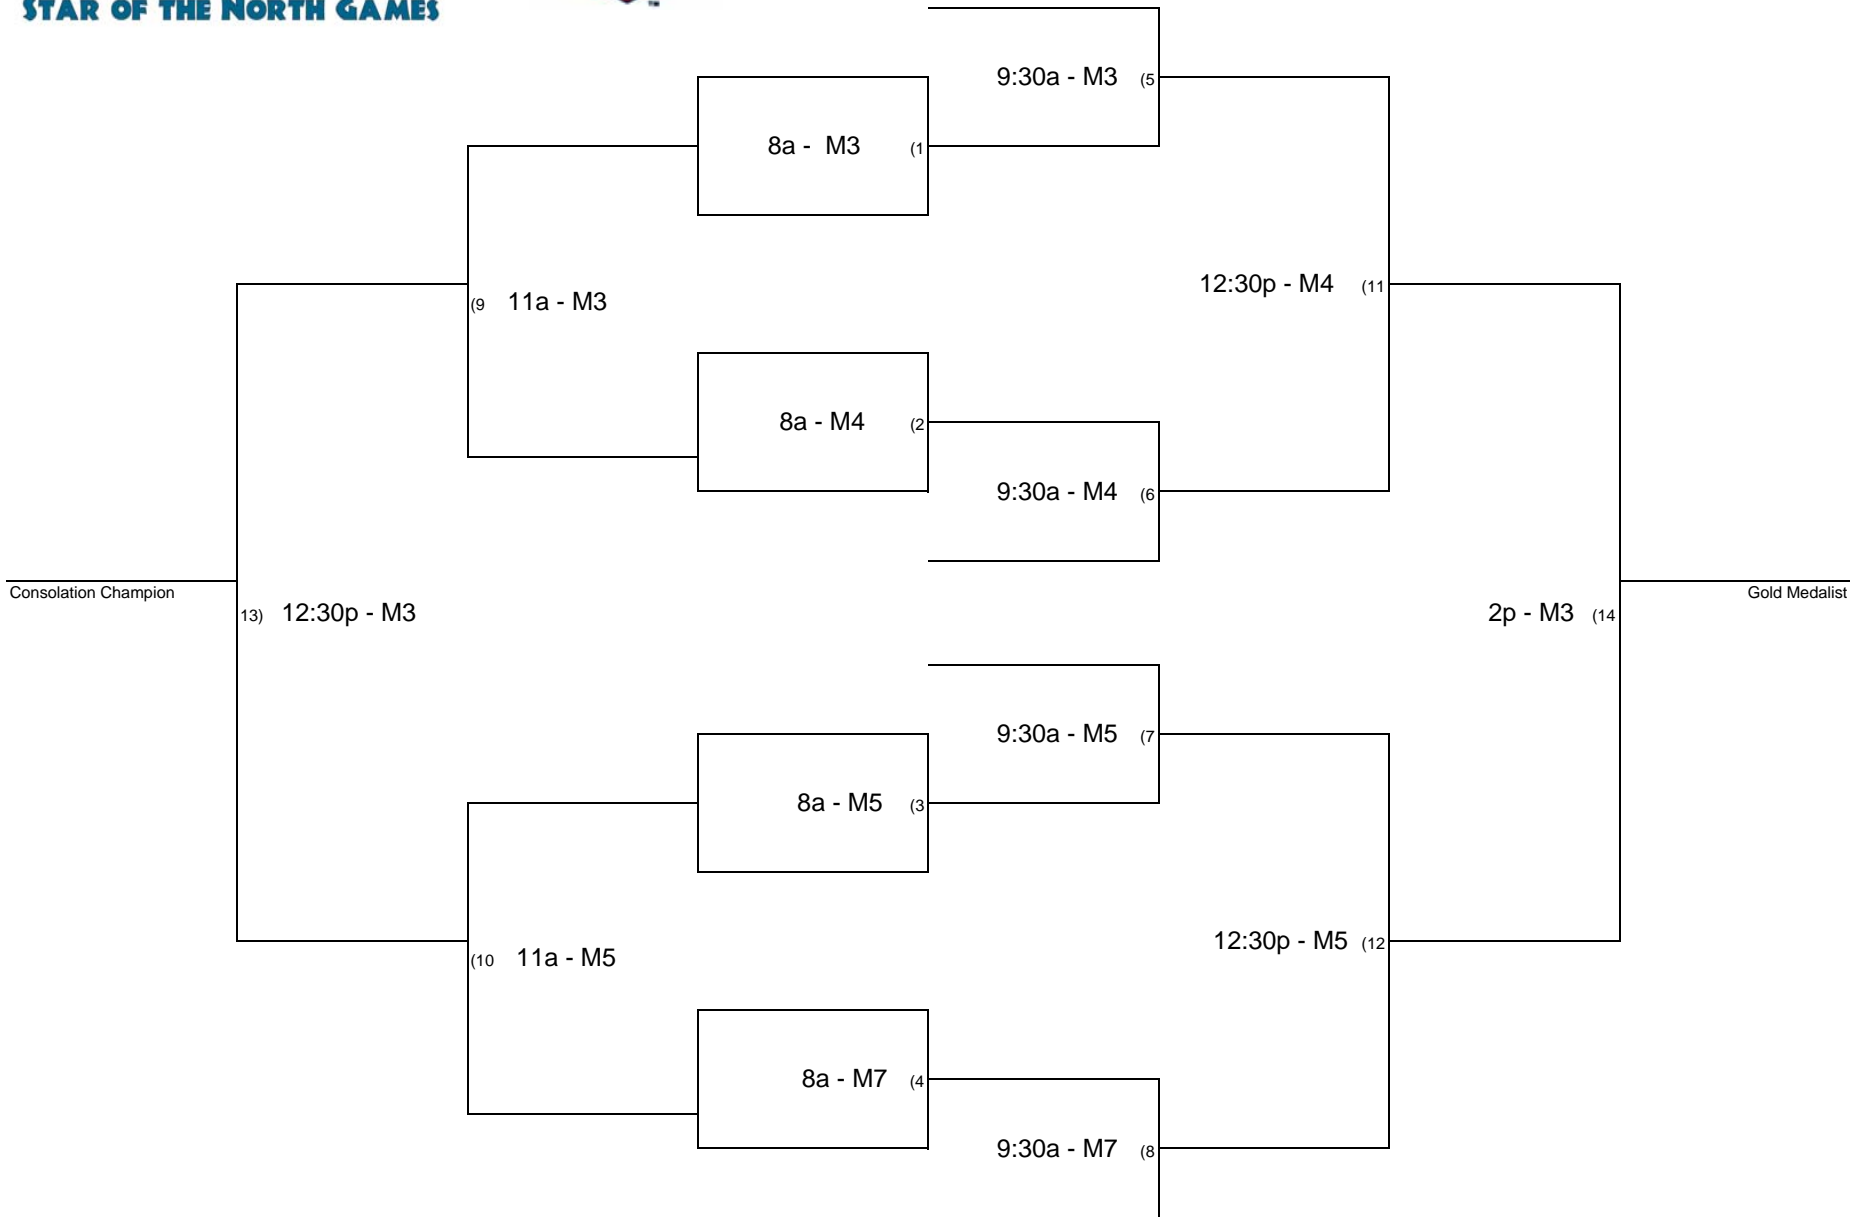 STAR OF THE NORTH GAMES
TM
9:30a - M3 (5
8a - M3 (1
12:30p - M4 (11
(9 11a - M3
8a - M4 (2
9:30a - M4 (6
Consolation Champion
Gold Medalist
13) 12:30p - M3
2p - M3 (14
9:30a - M5 (7
8a - M5 (3
12:30p - M5 (12
(10 11a - M5
8a - M7 (4
9:30a - M7 (8